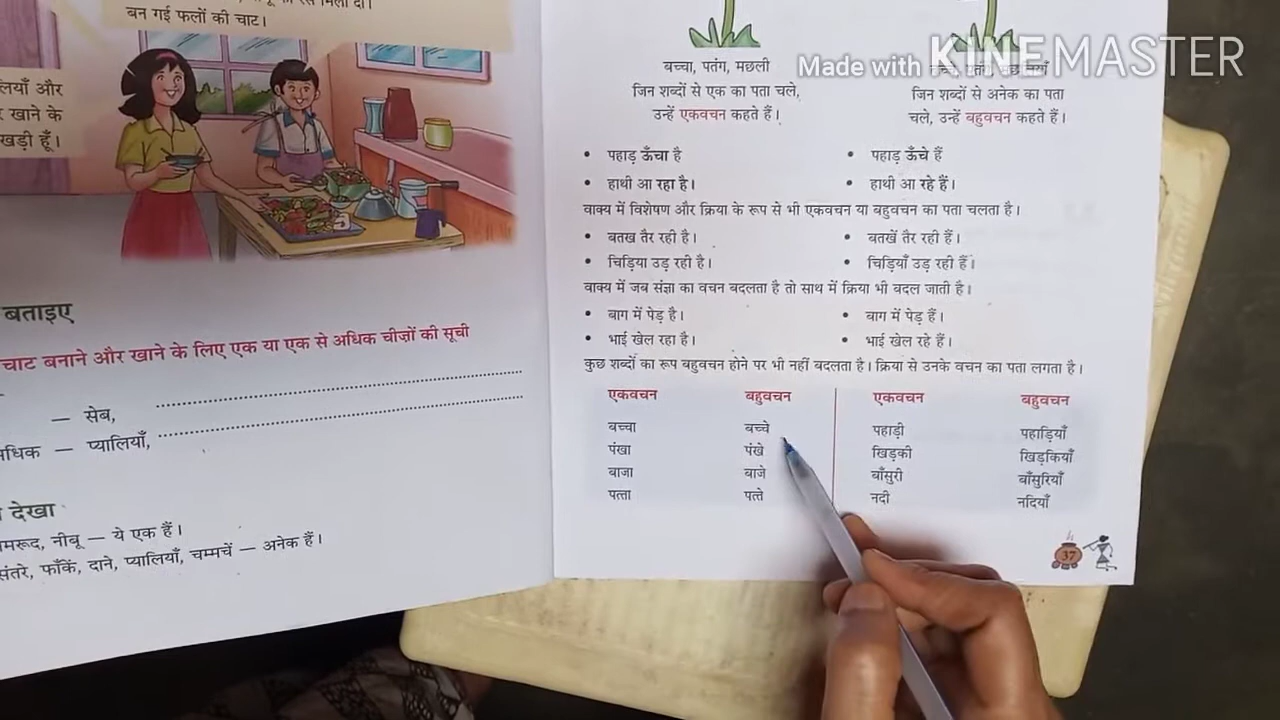 मिला दी।
बन गई फलों की चाट।
और
खाने के
खड़ी हूँ।
बताइए
चाट बनाने और खाने के लिए एक या एक से अधिक चीज़ों की सूची
— सेब,
— प्यालियाँ,
देखा
नीबू — ये एक हैं।
संतरे, फाँकें, दाने, प्यालियाँ, चम्मचें — अनेक हैं।
Made with KINEMASTER
बच्चा, पतंग, मछली
जिन शब्दों से एक का पता चले,
उन्हें एकवचन कहते हैं।
जिन शब्दों से अनेक का पता
चले, उन्हें बहुवचन कहते हैं।
• पहाड़ ऊँचा है • पहाड़ ऊँचे हैं
• हाथी आ रहा है। • हाथी आ रहे हैं।
वाक्य में विशेषण और क्रिया के रूप से भी एकवचन या बहुवचन का पता चलता है।
• बतख तैर रही है। • बतखें तैर रही हैं।
• चिड़िया उड़ रही है। • चिड़ियाँ उड़ रही हैं।
वाक्य में जब संज्ञा का वचन बदलता है तो साथ में क्रिया भी बदल जाती है।
• बाग में पेड़ है। • बाग में पेड़ हैं।
• भाई खेल रहा है। • भाई खेल रहे हैं।
कुछ शब्दों का रूप बहुवचन होने पर भी नहीं बदलता है। क्रिया से उनके वचन का पता लगता है।
एकवचन बहुवचन एकवचन बहुवचन
बच्चा बच्चे पहाड़ी पहाड़ियाँ
पंखा पंखे खिड़की खिड़कियाँ
बाजा बाजे बाँसुरी बाँसुरियाँ
पत्ता पत्ते नदी नदियाँ
37